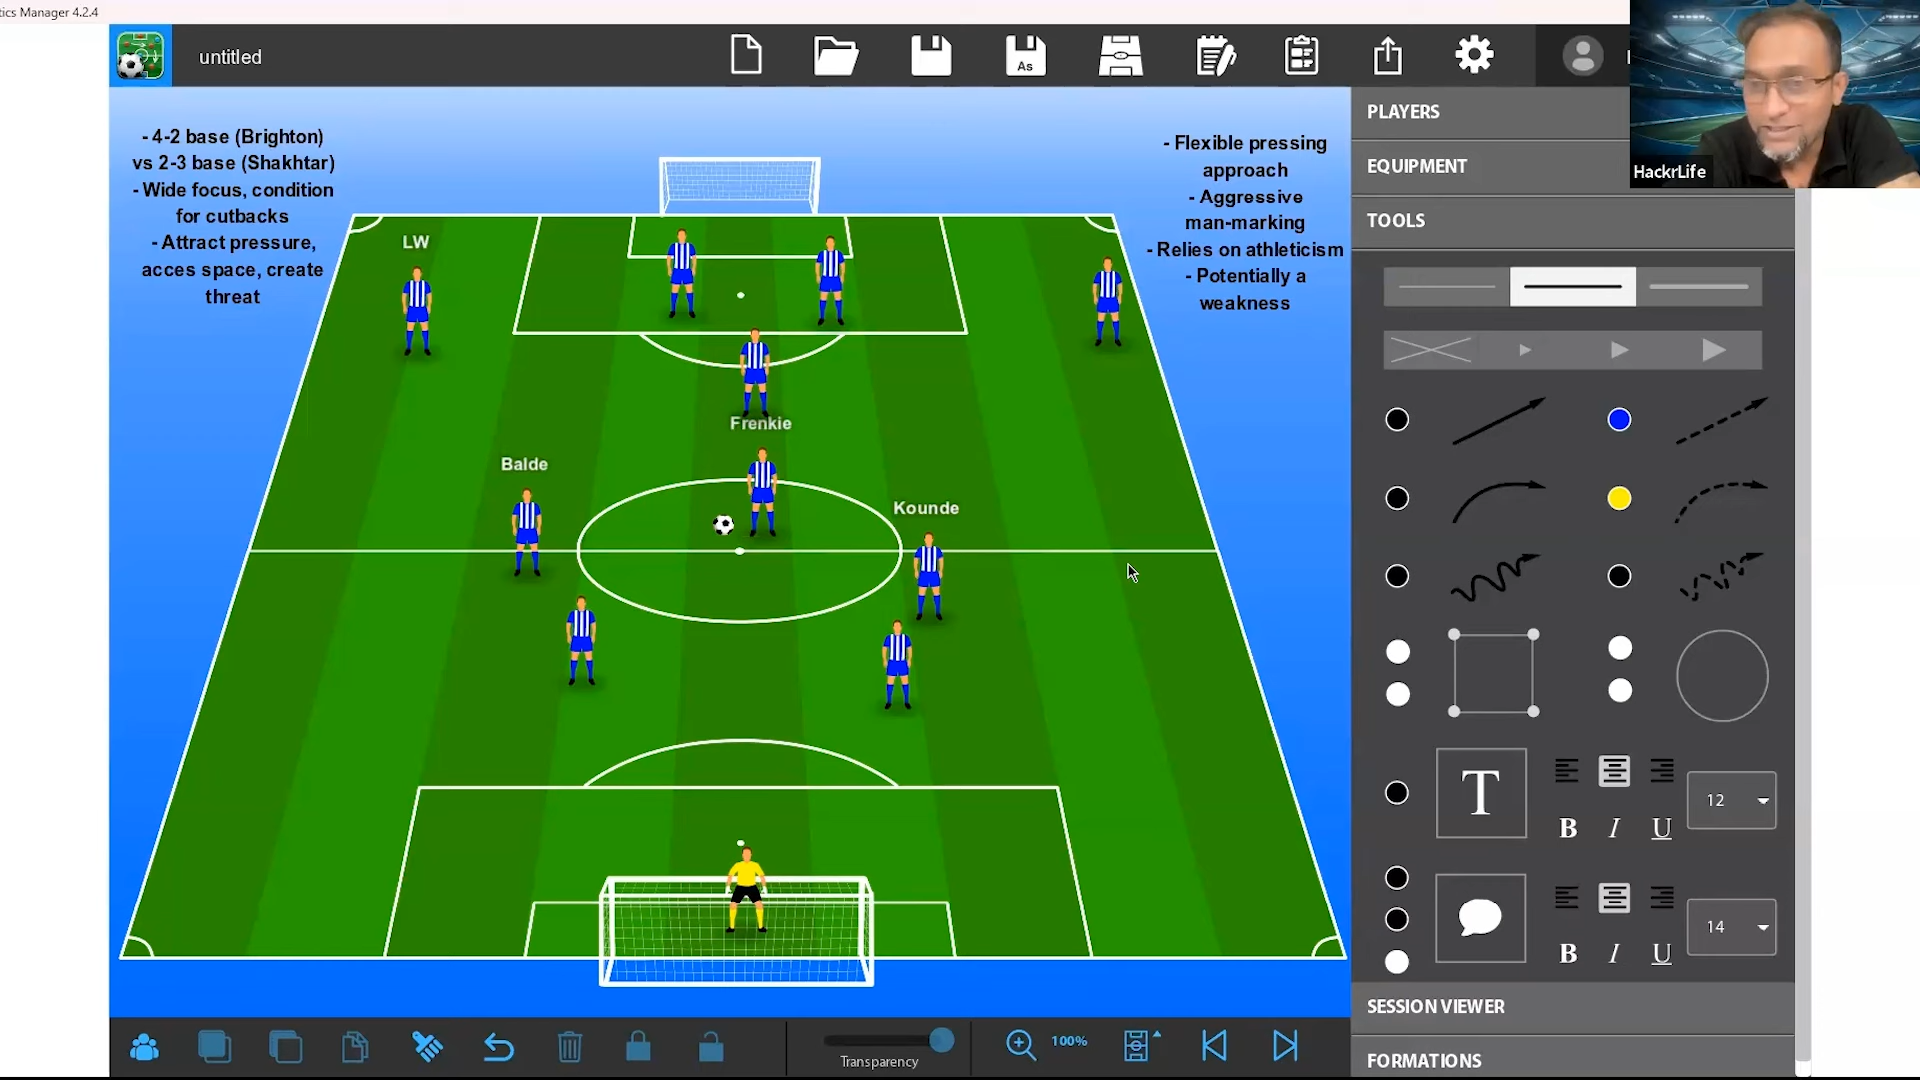 tics Manager 4.2.4
untitled
As
HackrLife
- 4-2 base (Brighton)
vs 2-3 base (Shakhtar)
- Wide focus, condition
for cutbacks
- Attract pressure,
acces space, create
threat
- Flexible pressing
approach
- Aggressive
man-marking
- Relies on athleticism
- Potentially a
weakness
LW
Frenkie
Balde
Kounde
PLAYERS
EQUIPMENT
TOOLS
T
B I U
12
B I U
14
SESSION VIEWER
FORMATIONS
Transparency
100%